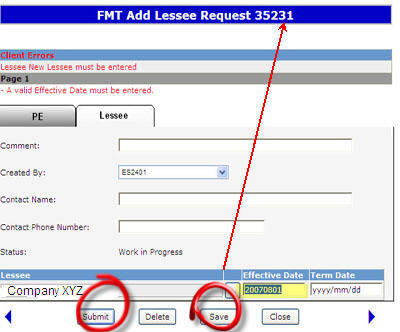 FMT Add Lessee Request 35231
Client Errors
Lessee New Lessee must be entered
Page 1
- A valid Effective Date must be entered.
PE Lessee
Comment:
Created By: ES2401
Contact Name:
Contact Phone Number:
Status: Work in Progress
Lessee Effective Date Term Date
Company XYZ 20070801 yyyy/mm/dd
Submit Delete Save Close